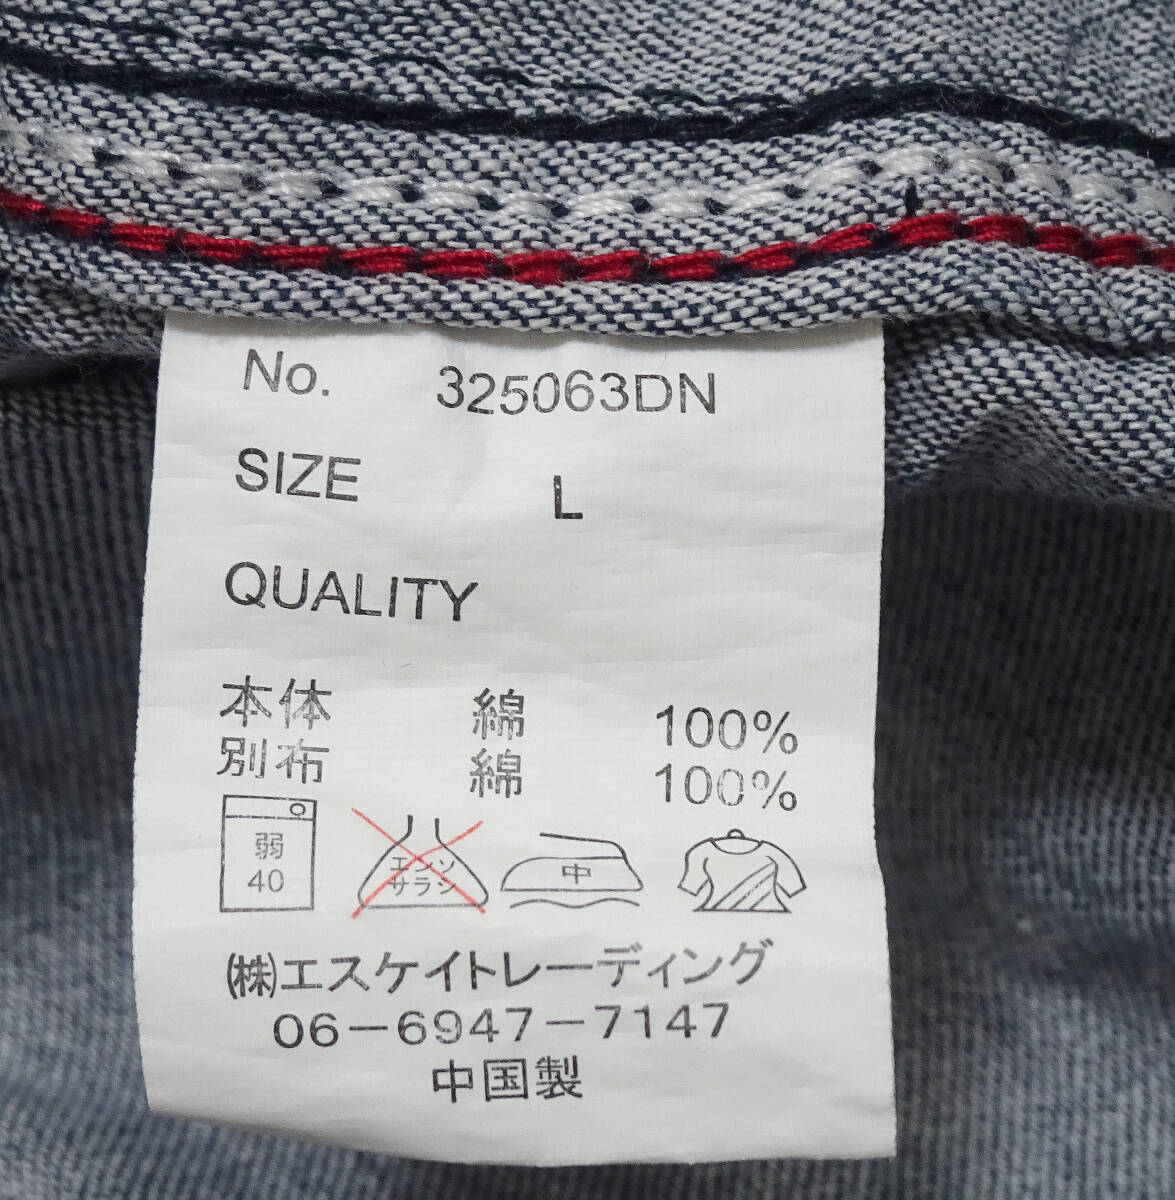 No. 325063DN
SIZE L
QUALITY
本体 綿 100%
別布 綿 100%
弱
40
エンソ
サラシ
中
㈱エスケイトレーディング
06-6947-7147
中国製